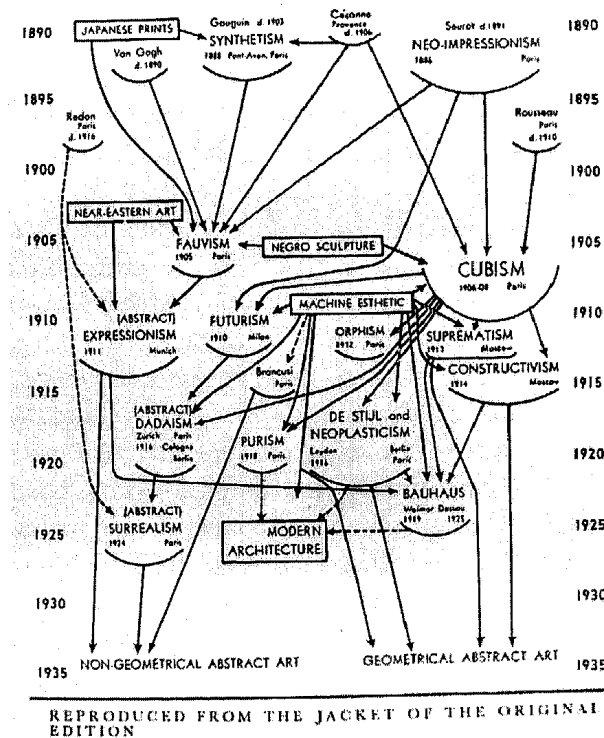 1890
JAPANESE PRINTS
Gauguin d. 1903
SYNTHETISM
1888 Pont-Aven, Paris
Cézanne
Provence
d. 1906
Seurat d. 1891
NEO-IMPRESSIONISM
1886 Paris
1890
Van Gogh
d. 1890
1895
Redon
Paris
d. 1916
Rousseau
Paris
d. 1910
1895
1900
1900
NEAR-EASTERN ART
1905
FAUVISM
1905 Paris
NEGRO SCULPTURE
CUBISM
1906-08 Paris
1905
1910
(ABSTRACT)
EXPRESSIONISM
1911 Munich
FUTURISM
1910 Milan
MACHINE ESTHETIC
ORPHISM
1912 Paris
SUPREMATISM
1913 Moscow
1910
CONSTRUCTIVISM
1914 Moscow
1915
Brancusi
Paris
1915
(ABSTRACT)
DADAISM
Zurich Paris
1916 Cologne
Berlin
PURISM
1918 Paris
DE STIJL and
NEOPLASTICISM
Leyden
1916
Berlin
Paris
1920
1920
BAUHAUS
Weimar Dessau
1919 1925
1925
(ABSTRACT)
SURREALISM
1924 Paris
MODERN
ARCHITECTURE
1925
1930
1930
1935
NON-GEOMETRICAL ABSTRACT ART
GEOMETRICAL ABSTRACT ART
1935
REPRODUCED FROM THE JACKET OF THE ORIGINAL
EDITION